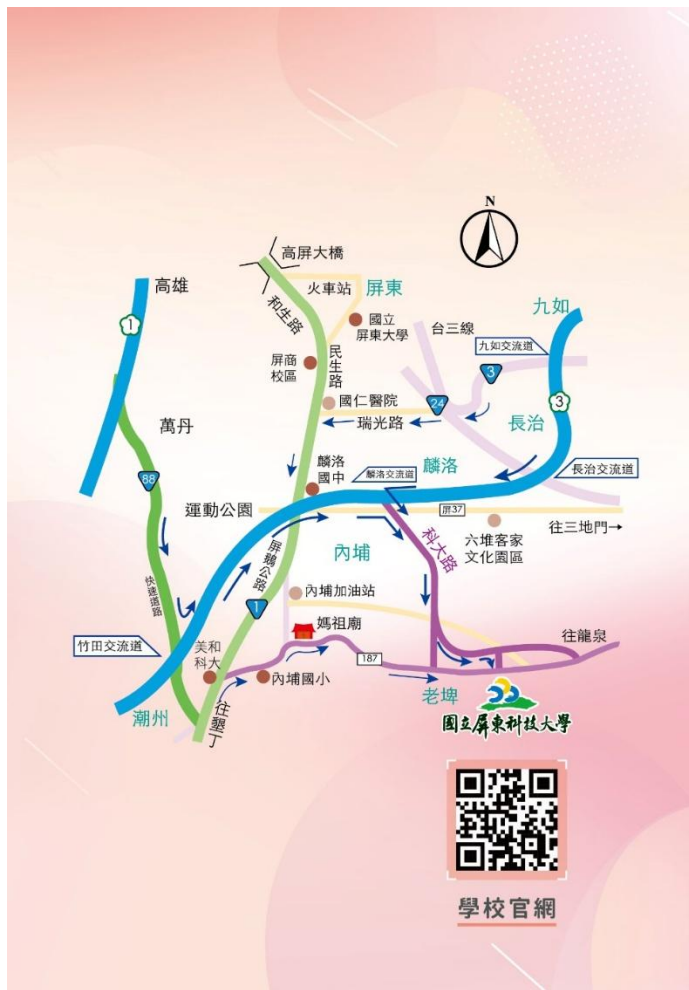 N
高屏大橋
高雄
火車站
屏東
和生路
九如
1
國立
屏東大學
台三線
民生路
九如交流道
屏商
校區
3
國仁醫院
24
3
瑞光路
長治
萬丹
麟洛
國中
麟洛交流道
麟洛
長治交流道
88
運動公園
屏37
往三地門→
六堆客家
文化園區
屏鵝公路
內埔
科大路
快速道路
內埔加油站
1
媽祖廟
竹田交流道
美和
科大
187
往龍泉
內埔國小
老埤
潮州
往墾丁
國立屏東科技大學
學校官網